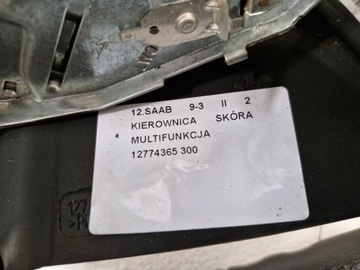 12.SAAB 9-3 II 2
KIEROWNICA SKÓRA
MULTIFUNKCJA
12774365 300